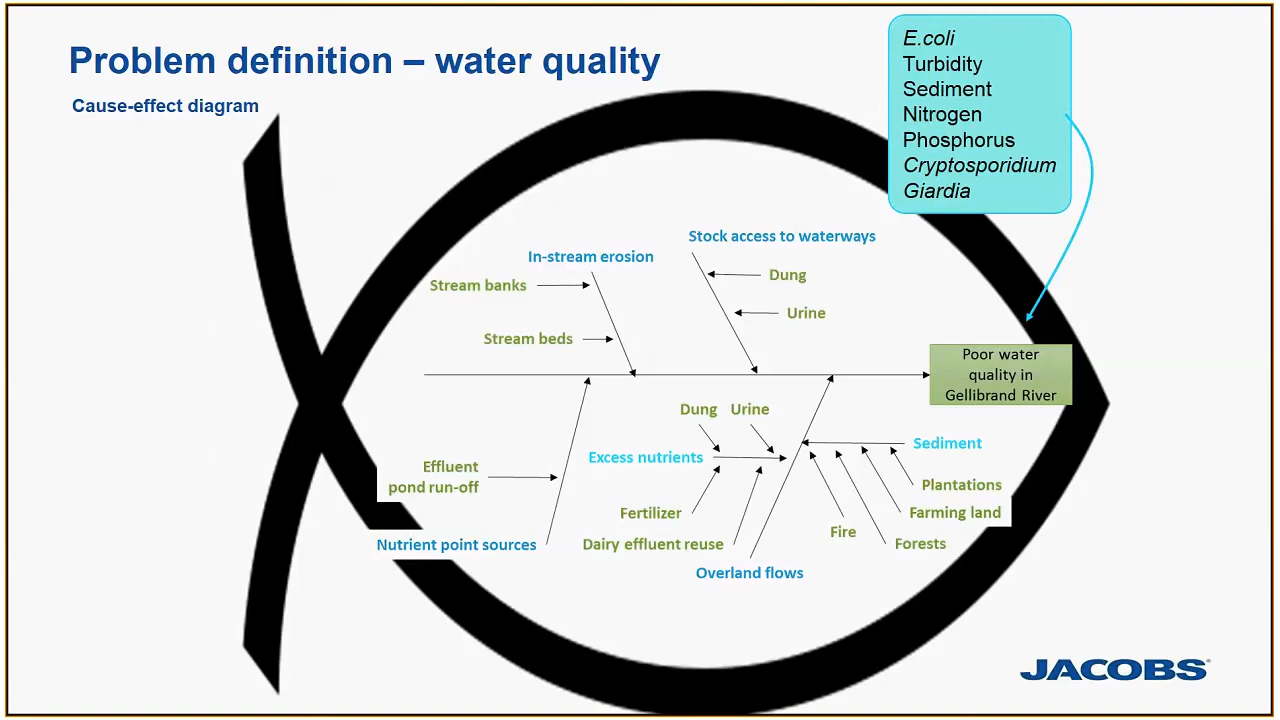 Problem definition – water quality
Cause-effect diagram
E.coli
Turbidity
Sediment
Nitrogen
Phosphorus
Cryptosporidium
Giardia
Stock access to waterways
In-stream erosion
Dung
Stream banks
Urine
Stream beds
Poor water
quality in
Gellibrand River
Dung Urine
Sediment
Excess nutrients
Effluent
pond run-off
Plantations
Fertilizer
Farming land
Fire
Nutrient point sources
Dairy effluent reuse
Forests
Overland flows
JACOBS